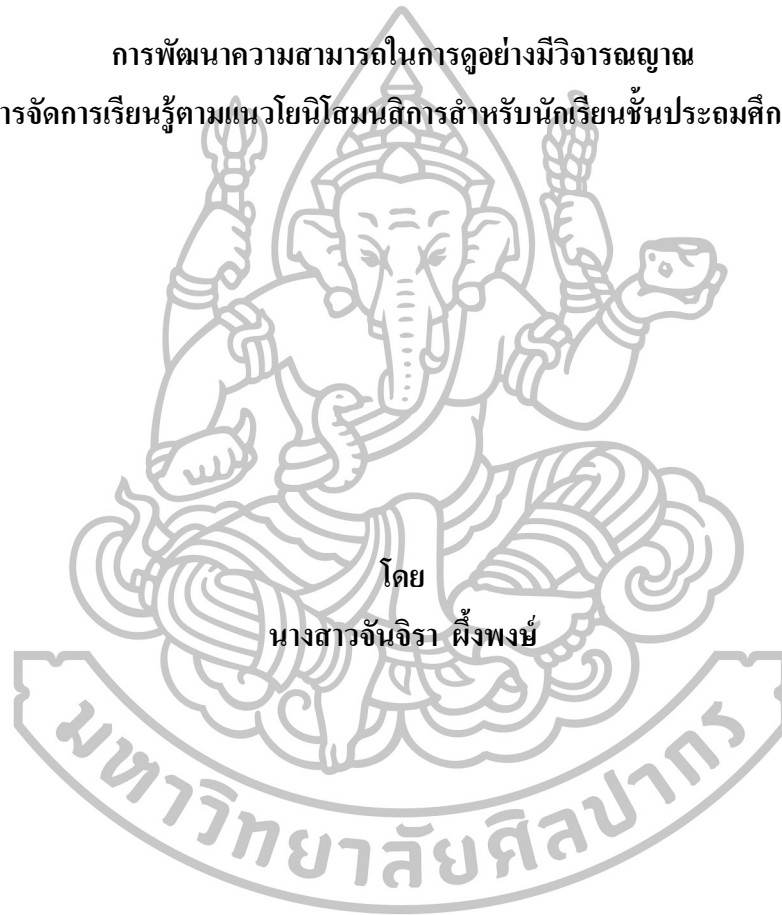 การพัฒนาความสามารถในการดูอย่างมีวิจารณญาณ
ารจัดการเรียนรู้ตามแนวโยนิโสมนสิการสำหรับนักเรียนชั้นประถมศึก
โดย
นางสาวจันจิรา ผึ้งพงษ์
มหาวิทยาลัยศิลปากร